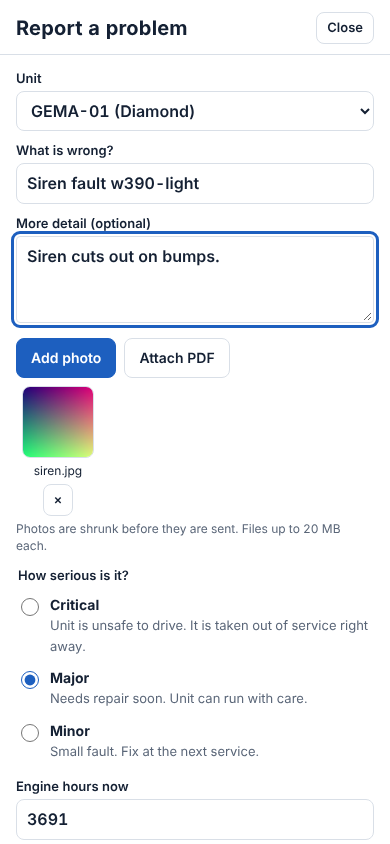 Report a problem
Close
Unit
GEMA-01 (Diamond)
What is wrong?
Siren fault w390-light
More detail (optional)
Siren cuts out on bumps.
Add photo
Attach PDF
siren.jpg
×
Photos are shrunk before they are sent. Files up to 20 MB
each.
How serious is it?
Critical
Unit is unsafe to drive. It is taken out of service right
away.
Major
Needs repair soon. Unit can run with care.
Minor
Small fault. Fix at the next service.
Engine hours now
3691